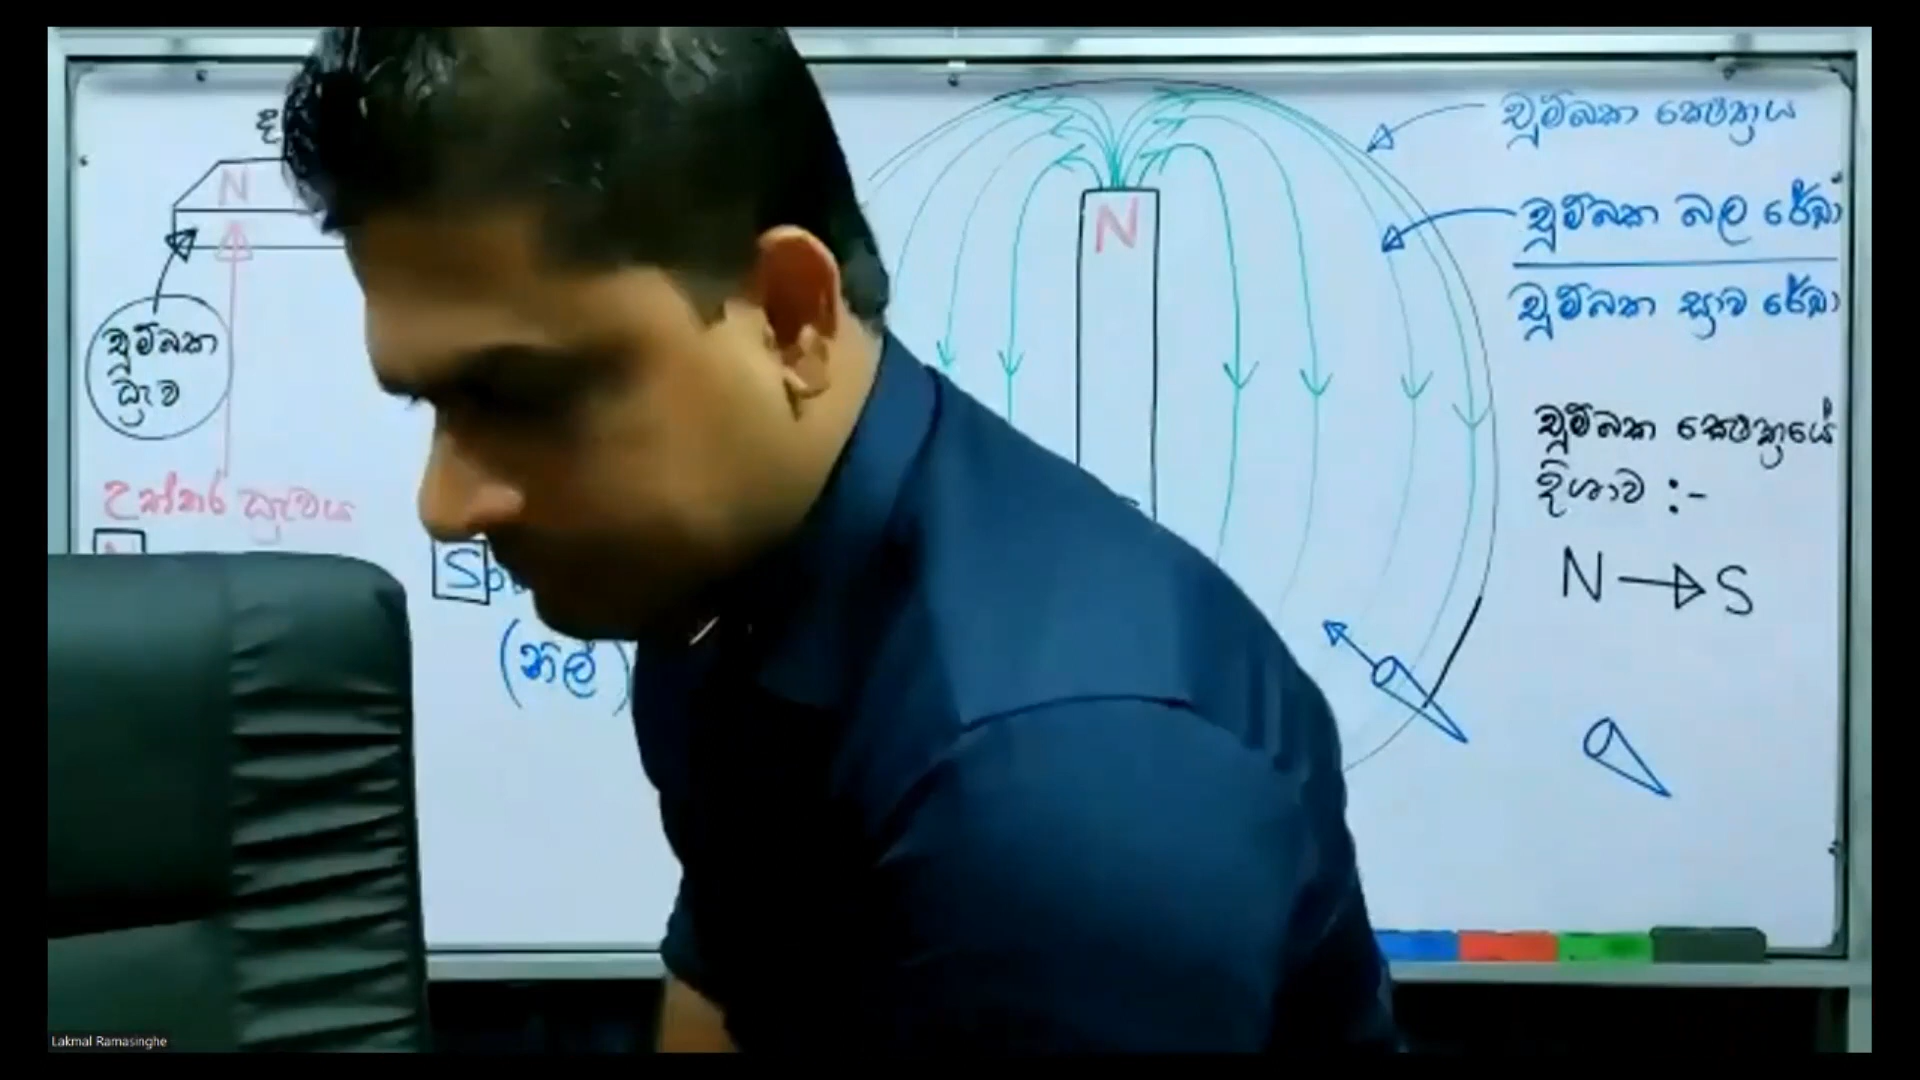 N
චුම්බක
ධ්‍රැව
උත්තර ධ්‍රැවය
S
(නිල්)
N
චුම්බක ක්ෂේත්‍රය
චුම්බක බල රේඛා
චුම්බක ස්‍රාව රේඛා
චුම්බක ක්ෂේත්‍රයේ
දිශාව :-
N → S
Lakmal Ramasinghe